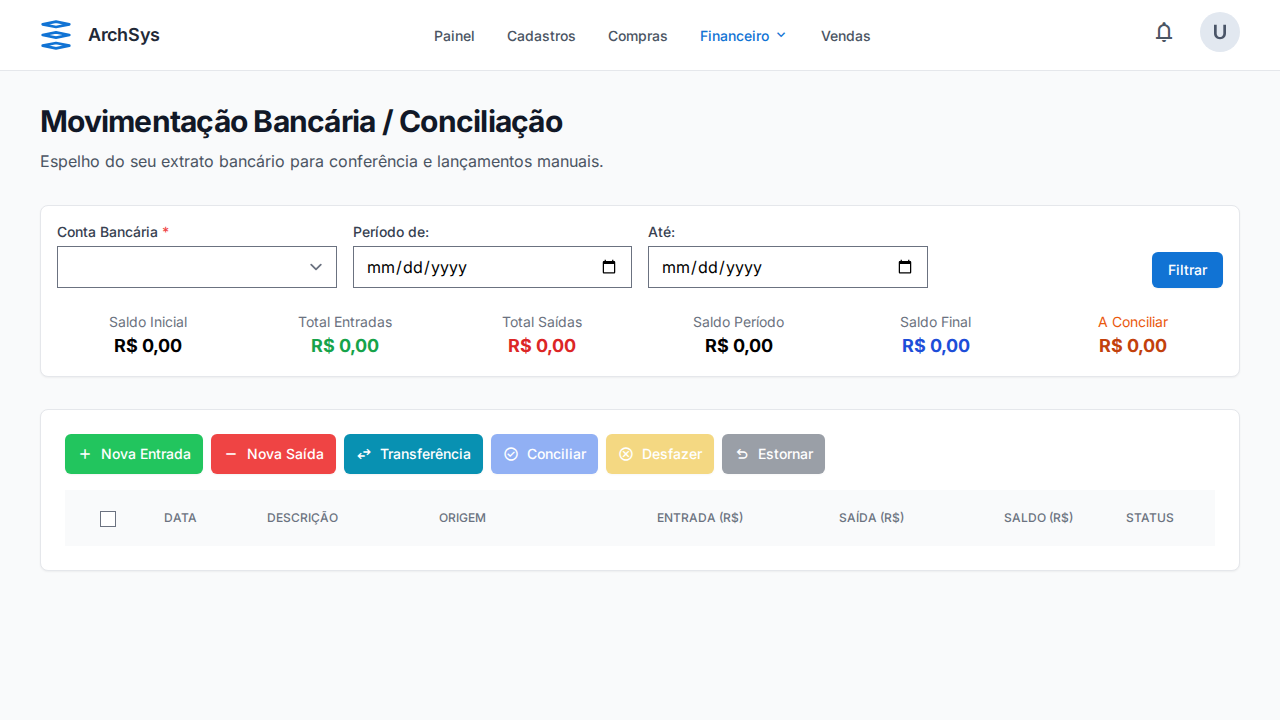 ArchSys
Painel
Cadastros
Compras
Financeiro
Vendas
U
Movimentação Bancária / Conciliação
Espelho do seu extrato bancário para conferência e lançamentos manuais.
Conta Bancária *
Período de:
Até:
mm/dd/yyyy
mm/dd/yyyy
Filtrar
Saldo Inicial
R$ 0,00
Total Entradas
R$ 0,00
Total Saídas
R$ 0,00
Saldo Período
R$ 0,00
Saldo Final
R$ 0,00
A Conciliar
R$ 0,00
Nova Entrada
Nova Saída
Transferência
Conciliar
Desfazer
Estornar
DATA
DESCRIÇÃO
ORIGEM
ENTRADA (R$)
SAÍDA (R$)
SALDO (R$)
STATUS